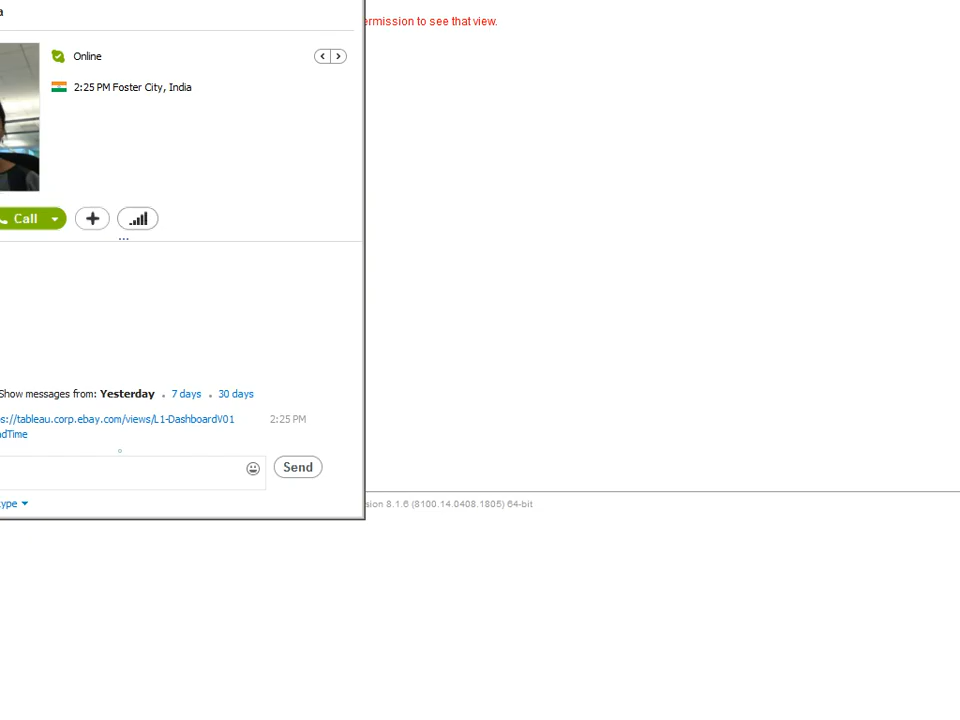 a
ermission to see that view.
Online
2:25 PM Foster City, India
Call
Show messages from: Yesterday . 7 days . 30 days
s://tableau.corp.ebay.com/views/L1-DashboardV01 2:25 PM
adTime
Send
ype
sion 8.1.6 (8100.14.0408.1805) 64-bit